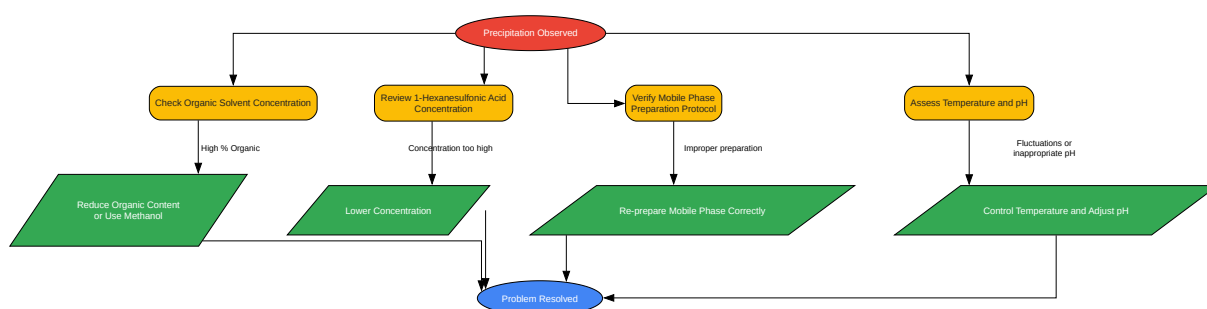 Precipitation Observed
Check Organic Solvent Concentration
Review 1-Hexanesulfonic Acid
Concentration
Verify Mobile Phase
Preparation Protocol
Assess Temperature and pH
High % Organic
Concentration too high
Improper preparation
Fluctuations or
inappropriate pH
Reduce Organic Content
or Use Methanol
Lower Concentration
Re-prepare Mobile Phase Correctly
Control Temperature and Adjust pH
Problem Resolved